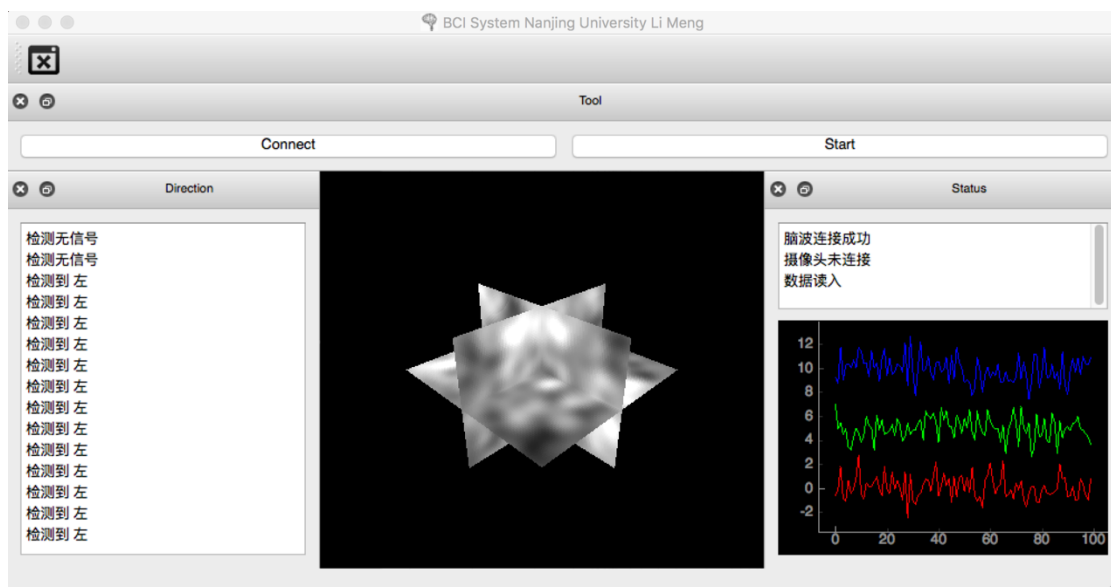 BCI System Nanjing University Li Meng
Tool
Connect
Start
Direction
检测无信号
检测无信号
检测到 左
检测到 左
检测到 左
检测到 左
检测到 左
检测到 左
检测到 左
检测到 左
检测到 左
检测到 左
检测到 左
检测到 左
检测到 左
Status
脑波连接成功
摄像头未连接
数据读入
12
10
8
6
4
2
0
-2
0 20 40 60 80 100